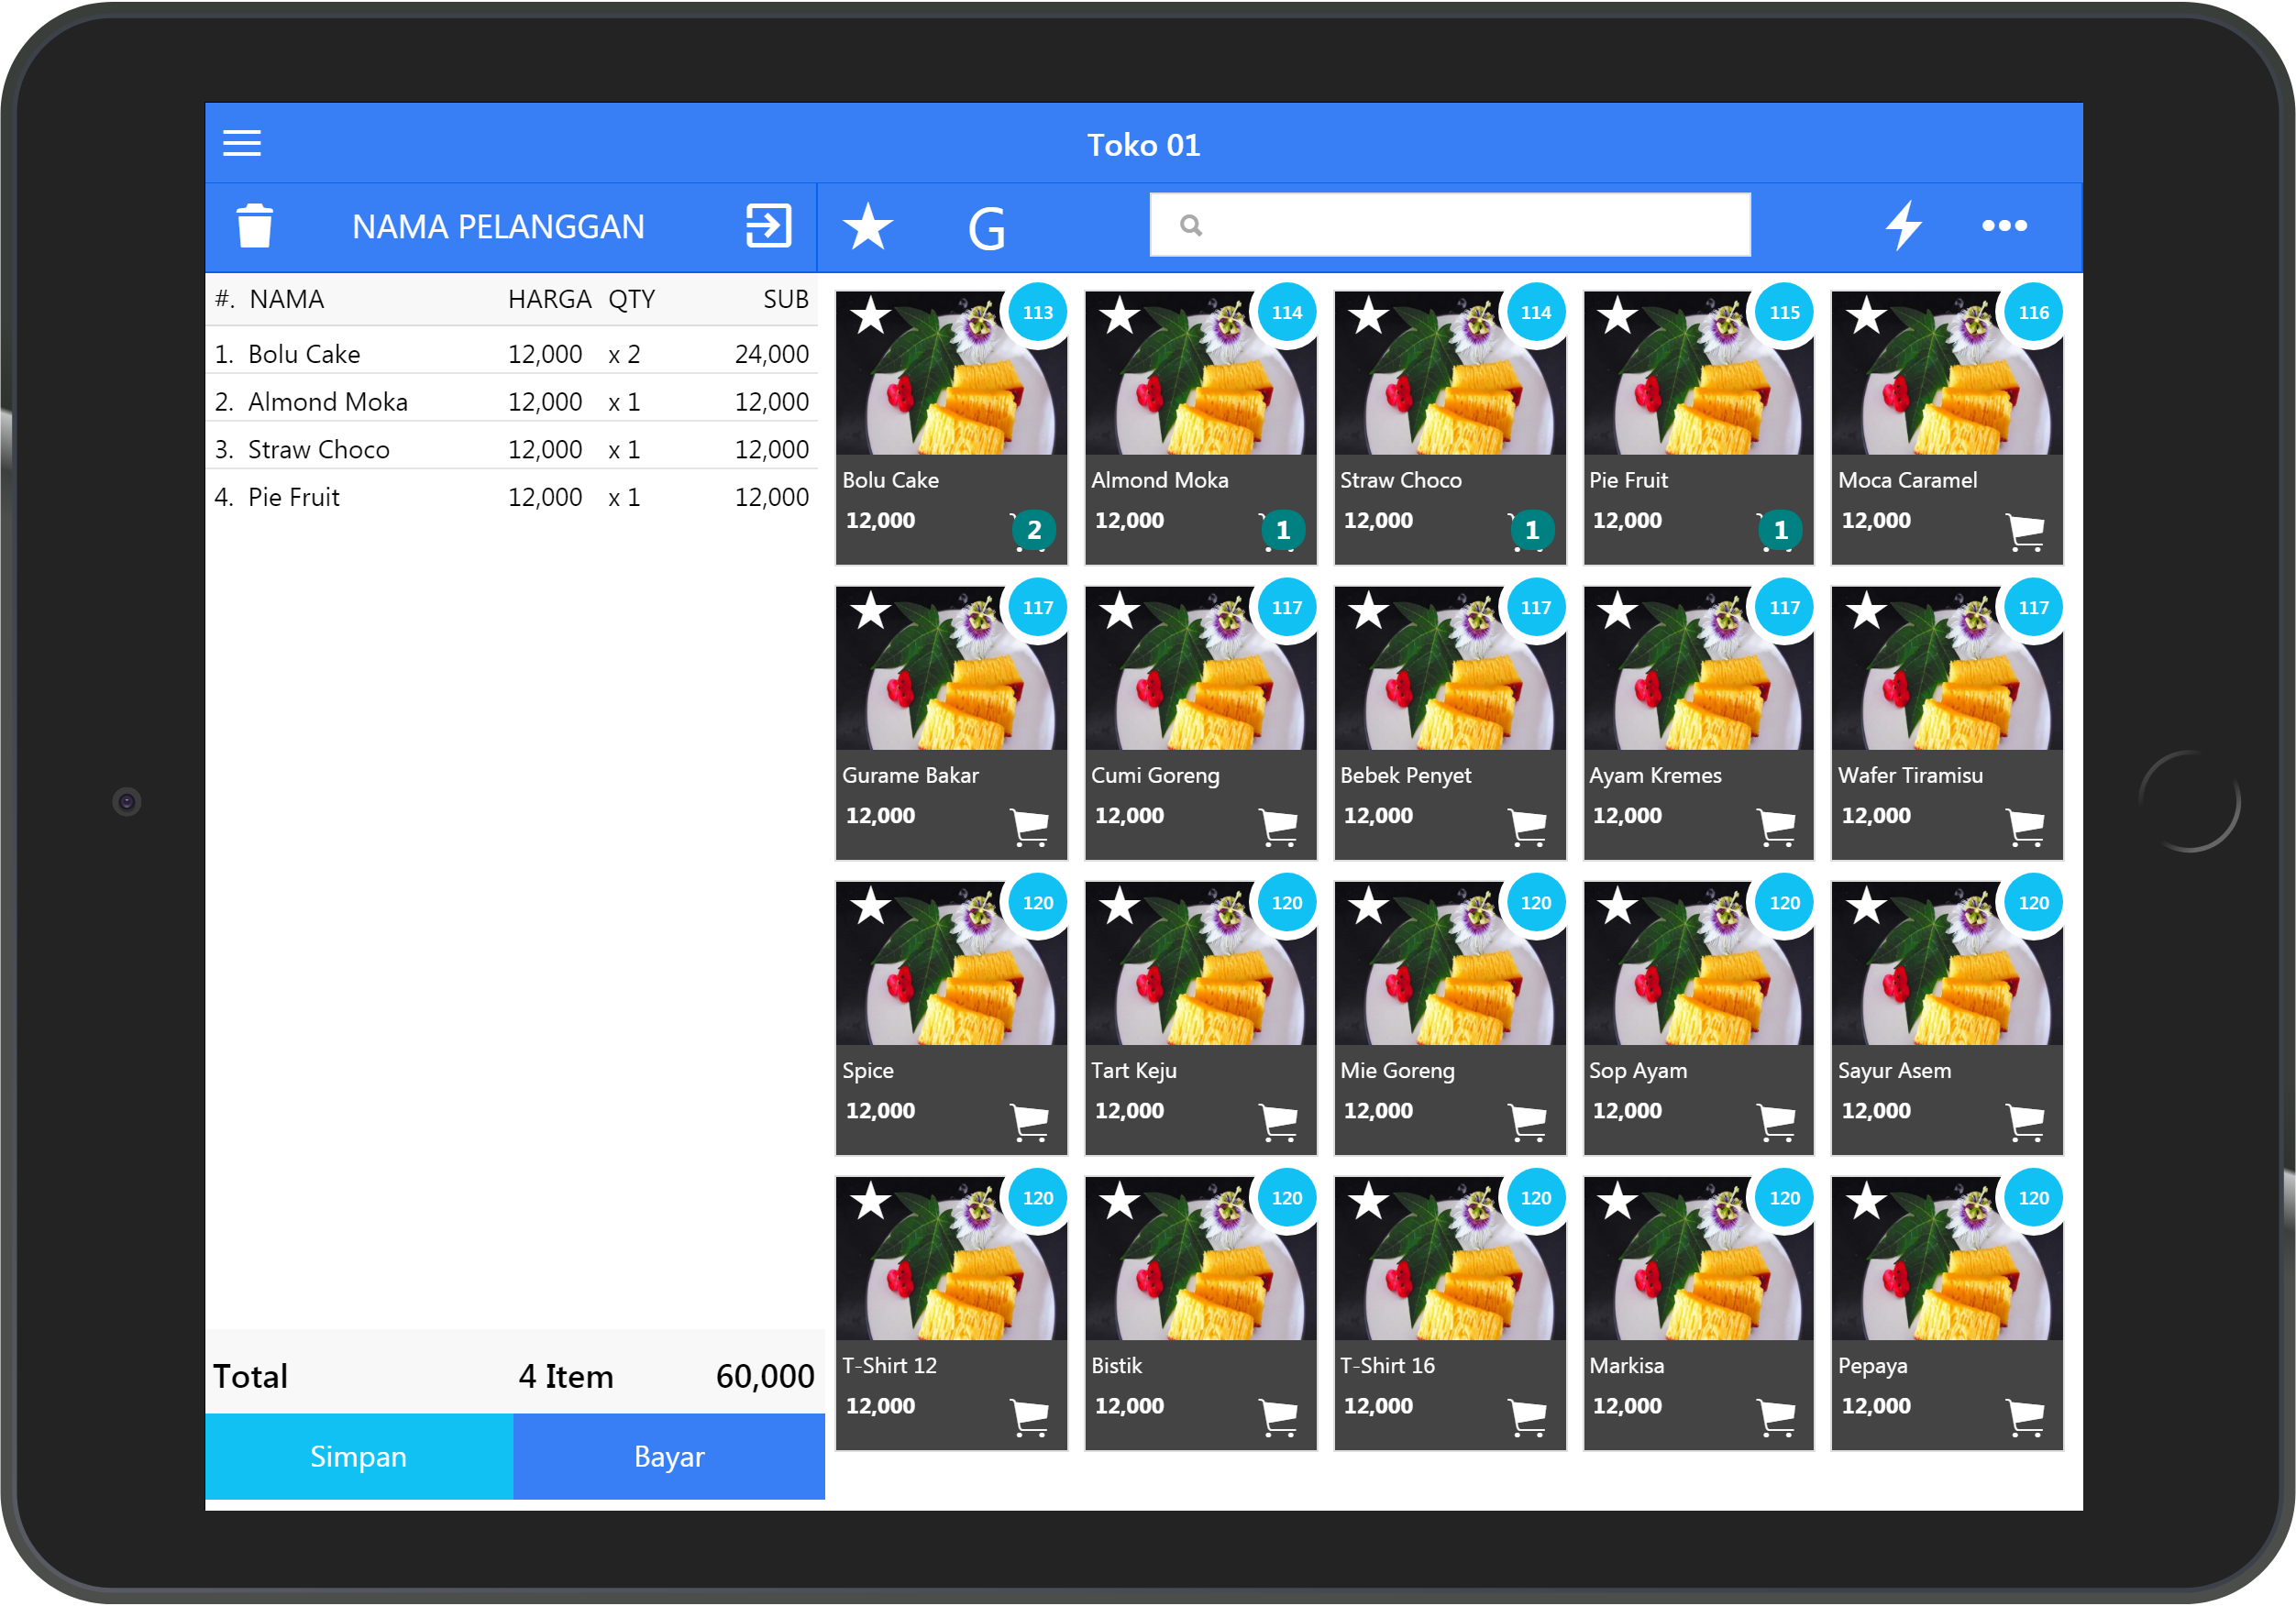 Toko 01
NAMA PELANGGAN
G
#. NAMA HARGA QTY SUB
1. Bolu Cake 12,000 x 2 24,000
2. Almond Moka 12,000 x 1 12,000
3. Straw Choco 12,000 x 1 12,000
4. Pie Fruit 12,000 x 1 12,000
Total 4 Item 60,000
Simpan Bayar
113 114 114 115 116
Bolu Cake Almond Moka Straw Choco Pie Fruit Moca Caramel
12,000 12,000 12,000 12,000 12,000
2 1 1 1
117 117 117 117 117
Gurame Bakar Cumi Goreng Bebek Penyet Ayam Kremes Wafer Tiramisu
12,000 12,000 12,000 12,000 12,000
120 120 120 120 120
Spice Tart Keju Mie Goreng Sop Ayam Sayur Asem
12,000 12,000 12,000 12,000 12,000
120 120 120 120 120
T-Shirt 12 Bistik T-Shirt 16 Markisa Pepaya
12,000 12,000 12,000 12,000 12,000